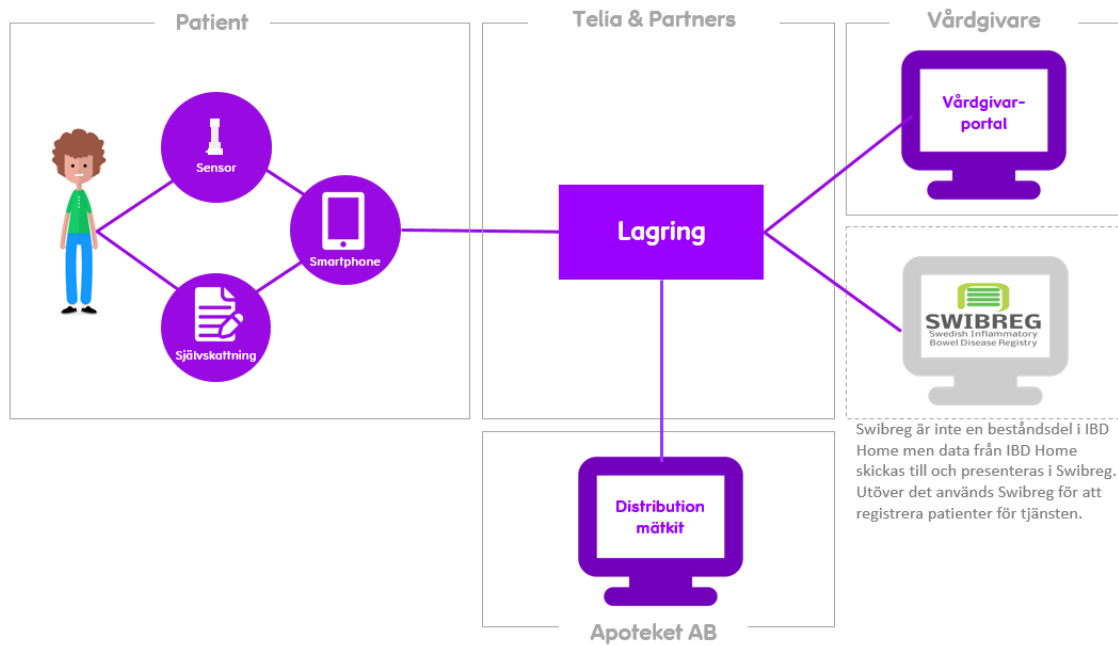 Patient
Telia & Partners
Vårdgivare
Sensor
Smartphone
Självskattning
Lagring
Vårdgivar-
portal
SWIBREG
Swedish Inflammatory
Bowel Disease Registry
Swibreg är inte en beståndsdel i IBD
Home men data från IBD Home
skickas till och presenteras i Swibreg.
Utöver det används Swibreg för att
registrera patienter för tjänsten.
Distribution
mätkit
Apoteket AB